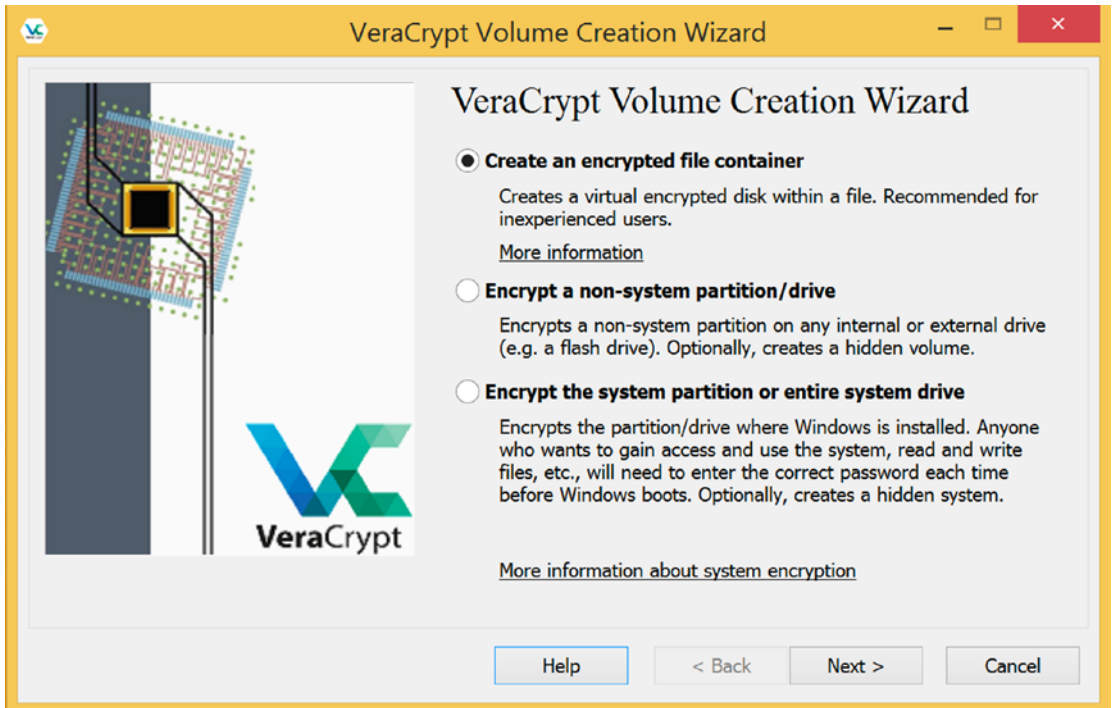 VeraCrypt Volume Creation Wizard
VeraCrypt Volume Creation Wizard
Create an encrypted file container
Creates a virtual encrypted disk within a file. Recommended for
inexperienced users.
More information
Encrypt a non-system partition/drive
Encrypts a non-system partition on any internal or external drive
(e.g. a flash drive). Optionally, creates a hidden volume.
Encrypt the system partition or entire system drive
Encrypts the partition/drive where Windows is installed. Anyone
who wants to gain access and use the system, read and write
files, etc., will need to enter the correct password each time
before Windows boots. Optionally, creates a hidden system.
More information about system encryption
VeraCrypt
Help
< Back
Next >
Cancel